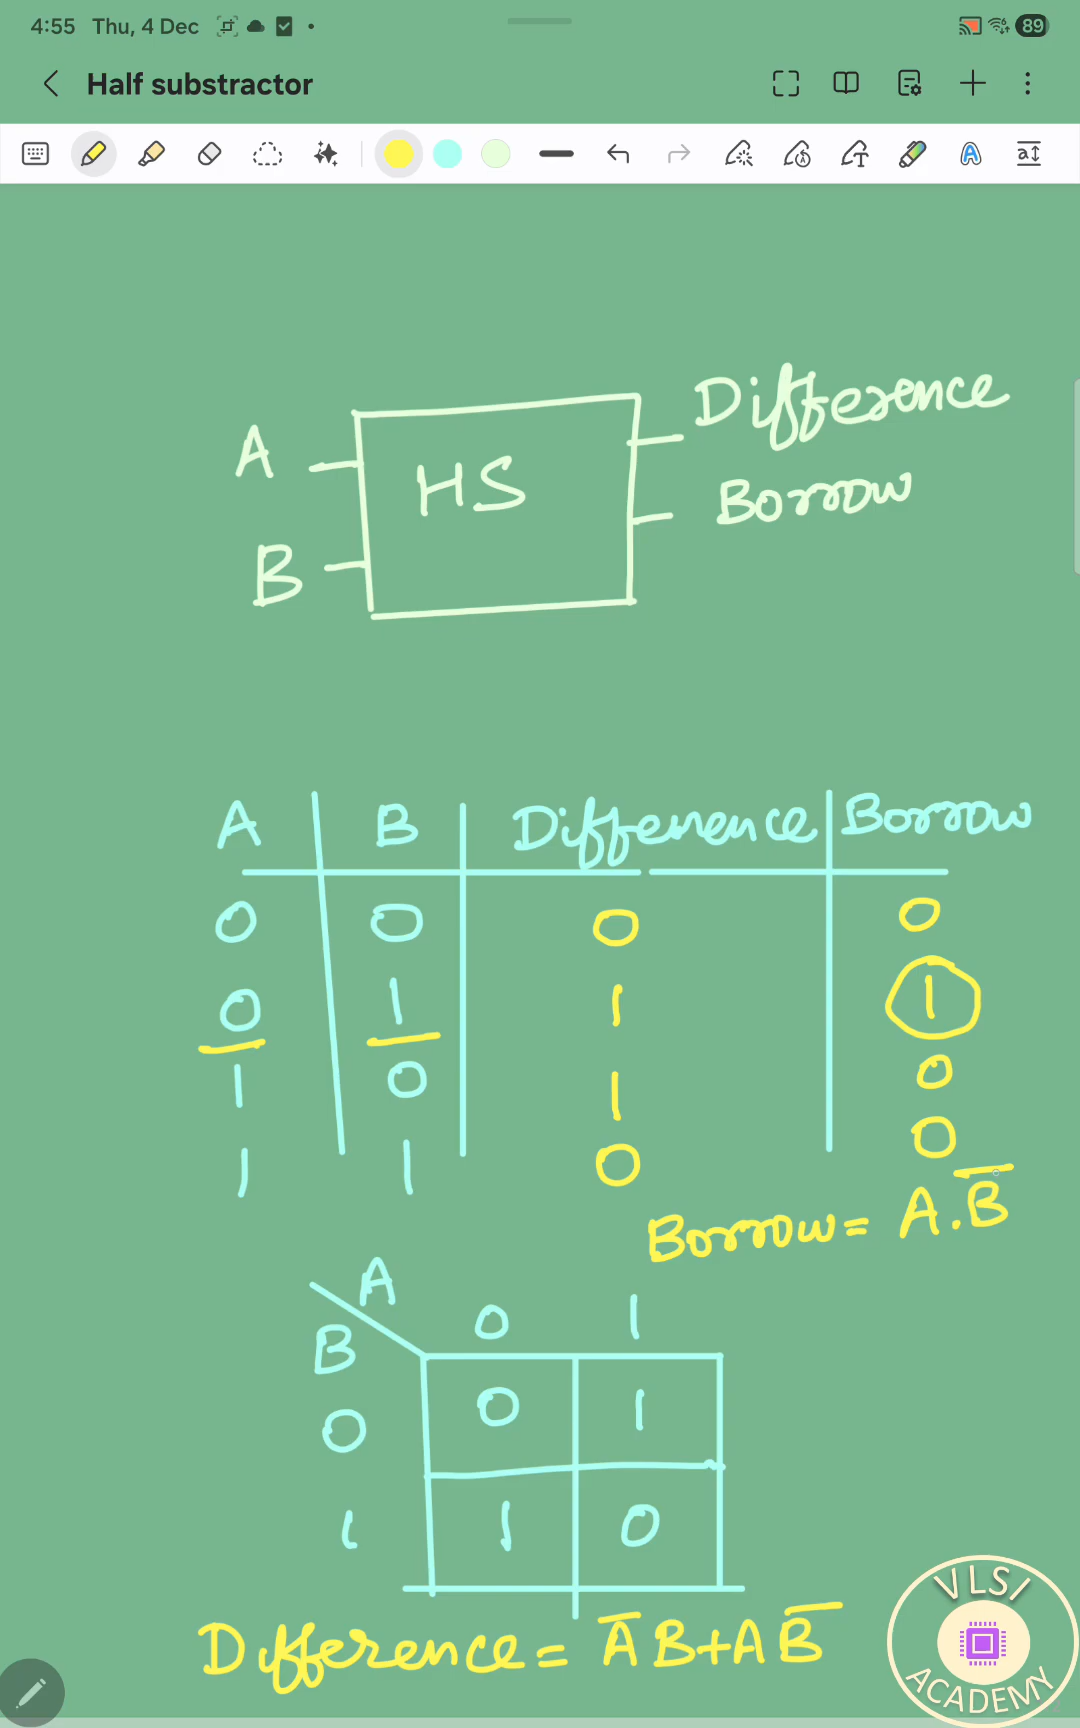 4:55 Thu, 4 Dec 89
Half substractor
A HS Difference
B Borrow
A B Difference Borrow
0 0 0 0
0 1 1 1
1 0 1 0
1 1 0 0
Borrow = A.B̅
A 0 1
B
0 0 1
1 1 0
Difference = A̅ B + A B̅
VLSI
ACADEMY